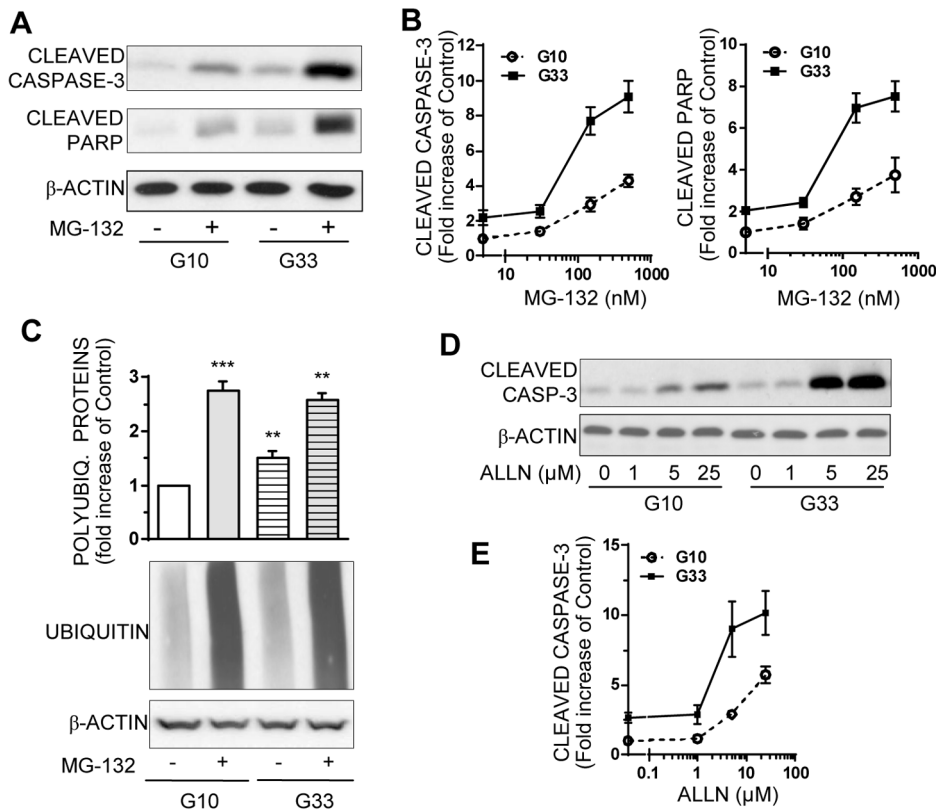 A
CLEAVED
CASPASE-3
CLEAVED
PARP
β-ACTIN
MG-132 - + - +
G10 G33
B
CLEAVED CASPASE-3
(Fold increase of Control)
12
10
8
6
4
2
0
10 100 1000
MG-132 (nM)
G10
G33
CLEAVED PARP
(Fold increase of Control)
10
8
6
4
2
0
10 100 1000
MG-132 (nM)
G10
G33
C
POLYUBIQ. PROTEINS
(fold increase of Control)
3
2
1
0
***
**
**
UBIQUITIN
β-ACTIN
MG-132 - + - +
G10 G33
D
CLEAVED
CASP-3
β-ACTIN
ALLN (µM) 0 1 5 25 0 1 5 25
G10 G33
E
CLEAVED CASPASE-3
(Fold increase of Control)
15
10
5
0
0.1 1 10 100
ALLN (µM)
G10
G33